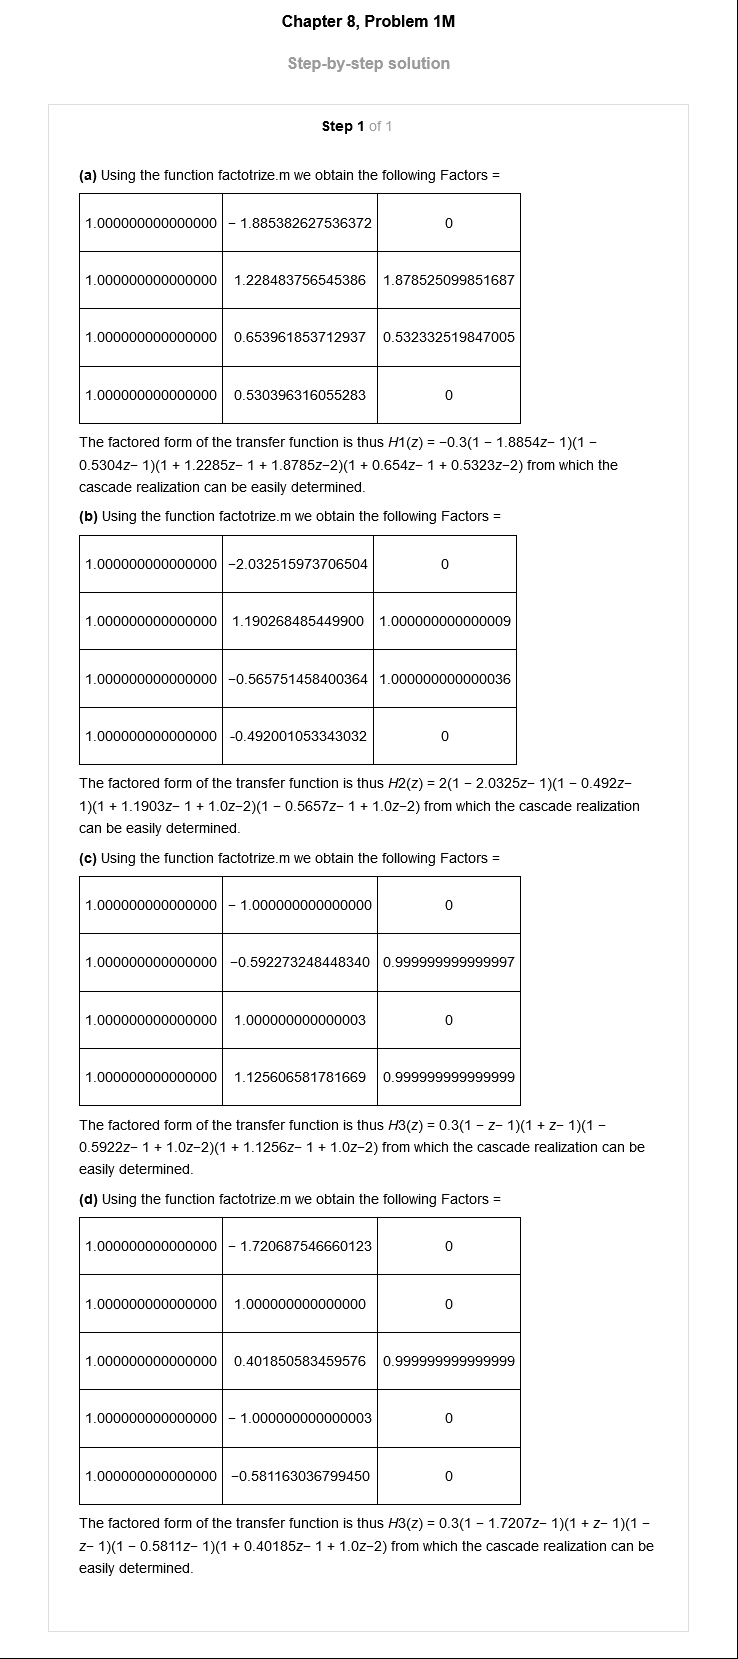 Chapter 8, Problem 1M
Step-by-step solution
Step 1 of 1
(a) Using the function factotrize.m we obtain the following Factors =
1.000000000000000 − 1.885382627536372 0
1.000000000000000 1.228483756545386 1.878525099851687
1.000000000000000 0.653961853712937 0.532332519847005
1.000000000000000 0.530396316055283 0
The factored form of the transfer function is thus H1(z) = −0.3(1 − 1.8854z− 1)(1 −
0.5304z− 1)(1 + 1.2285z− 1 + 1.8785z−2)(1 + 0.654z− 1 + 0.5323z−2) from which the
cascade realization can be easily determined.
(b) Using the function factotrize.m we obtain the following Factors =
1.000000000000000 −2.032515973706504 0
1.000000000000000 1.190268485449900 1.000000000000009
1.000000000000000 −0.565751458400364 1.000000000000036
1.000000000000000 -0.492001053343032 0
The factored form of the transfer function is thus H2(z) = 2(1 − 2.0325z− 1)(1 − 0.492z−
1)(1 + 1.1903z− 1 + 1.0z−2)(1 − 0.5657z− 1 + 1.0z−2) from which the cascade realization
can be easily determined.
(c) Using the function factotrize.m we obtain the following Factors =
1.000000000000000 − 1.000000000000000 0
1.000000000000000 −0.592273248448340 0.999999999999997
1.000000000000000 1.000000000000003 0
1.000000000000000 1.125606581781669 0.999999999999999
The factored form of the transfer function is thus H3(z) = 0.3(1 − z− 1)(1 + z− 1)(1 −
0.5922z− 1 + 1.0z−2)(1 + 1.1256z− 1 + 1.0z−2) from which the cascade realization can be
easily determined.
(d) Using the function factotrize.m we obtain the following Factors =
1.000000000000000 − 1.720687546660123 0
1.000000000000000 1.000000000000000 0
1.000000000000000 0.401850583459576 0.999999999999999
1.000000000000000 − 1.000000000000003 0
1.000000000000000 −0.581163036799450 0
The factored form of the transfer function is thus H3(z) = 0.3(1 − 1.7207z− 1)(1 + z− 1)(1 −
z− 1)(1 − 0.5811z− 1)(1 + 0.40185z− 1 + 1.0z−2) from which the cascade realization can be
easily determined.